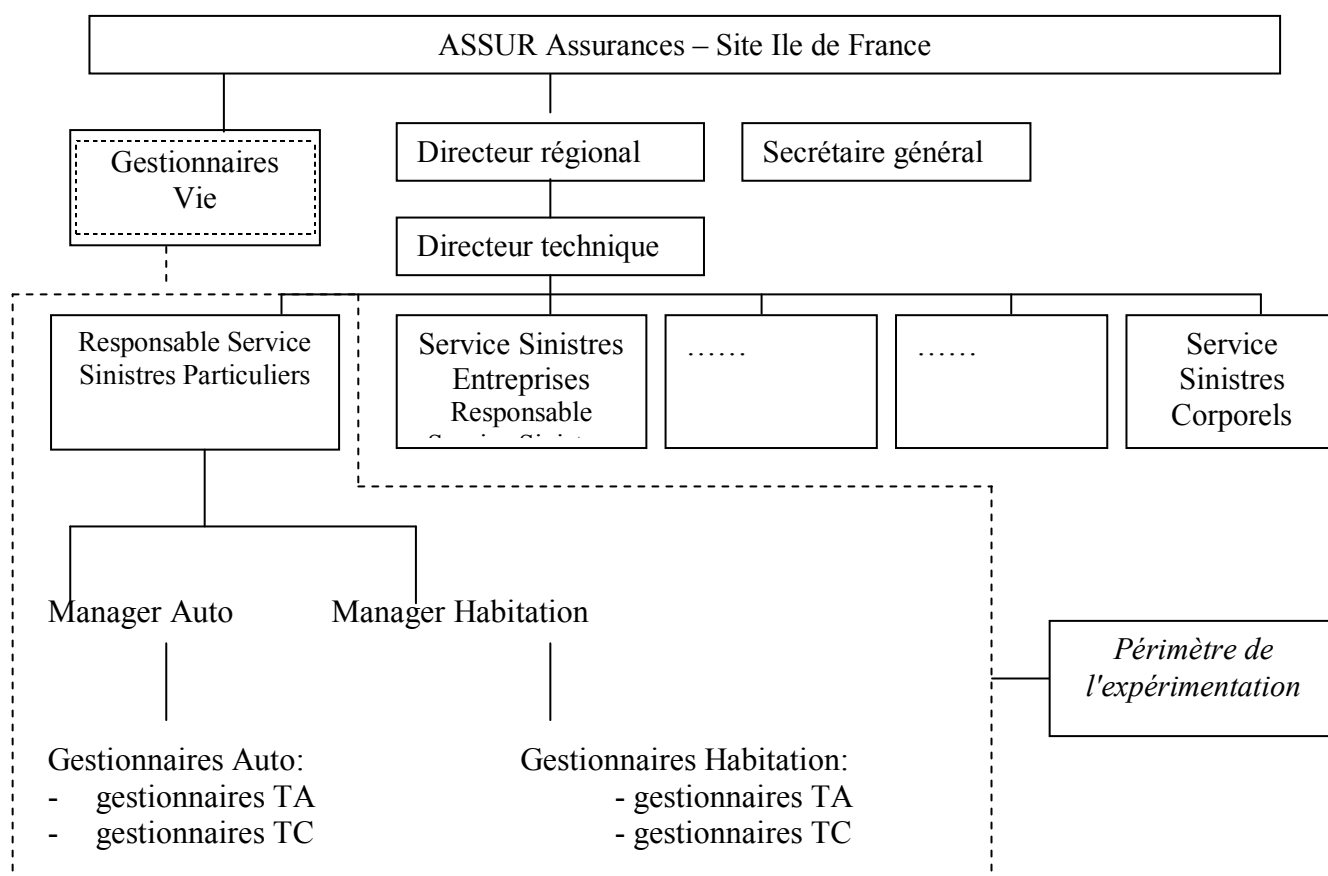 ASSUR Assurances – Site Ile de France
Gestionnaires
Vie
Directeur régional
Secrétaire général
Directeur technique
Responsable Service
Sinistres Particuliers
Service Sinistres
Entreprises
Responsable
……
……
Service
Sinistres
Corporels
Manager Auto
Manager Habitation
Périmètre de
l'expérimentation
Gestionnaires Auto:
- gestionnaires TA
- gestionnaires TC
Gestionnaires Habitation:
- gestionnaires TA
- gestionnaires TC